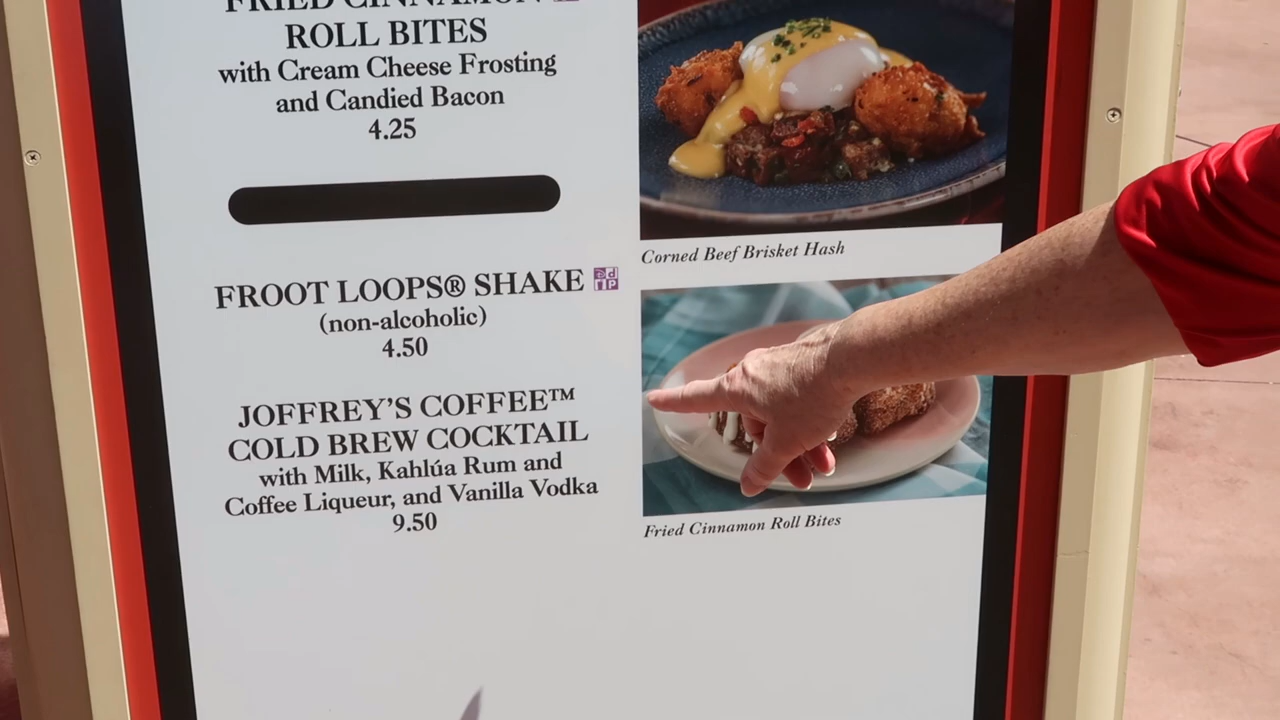 FRIED CINNAMON
ROLL BITES
with Cream Cheese Frosting
and Candied Bacon
4.25
FROOT LOOPS® SHAKE
(non-alcoholic)
4.50
JOFFREY'S COFFEE™
COLD BREW COCKTAIL
with Milk, Kahlúa Rum and
Coffee Liqueur, and Vanilla Vodka
9.50
Corned Beef Brisket Hash
Fried Cinnamon Roll Bites